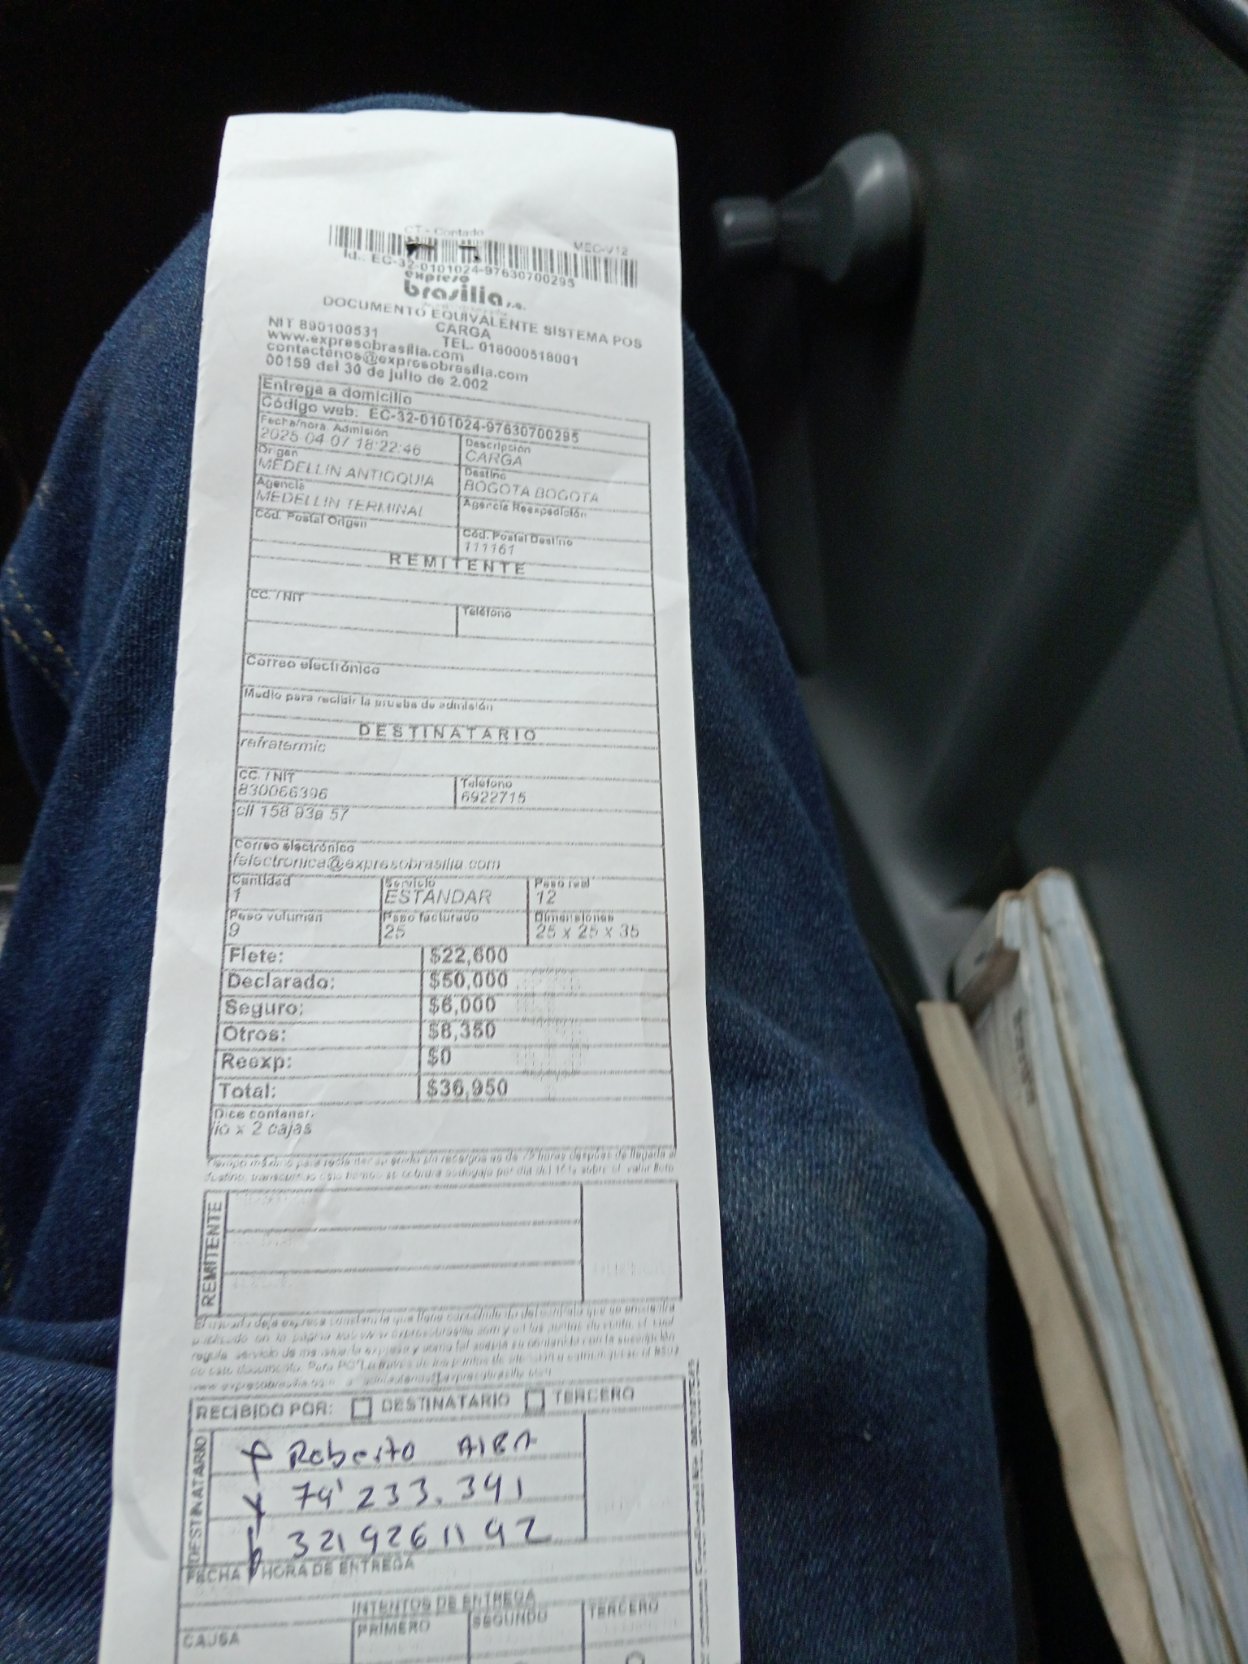 CT - Contado
MEC-V12
Id.. EC-32-0101024-97630700295
expreso
brasilia s.a.
DOCUMENTO EQUIVALENTE SISTEMA POS
CARGA
NIT 890100531
TEL. 018000518001
www.expresobrasilia.com
contactenos@expresobrasilia.com
00159 del 30 de julio de 2.002
Entrega a domicilio
Código web: EC-32-0101024-97630700295
Fecha/hora Admisión
2025-04-07 18:22:46
Descripción
CARGA
Origen
MEDELLIN ANTIOQUIA
Destino
BOGOTA BOGOTA
Agencia
MEDELLIN TERMINAL
Agencia Reexpedición
Cód. Postal Origen
Cód. Postal Destino
111161
REMITENTE
CC. / NIT
Teléfono
Correo electrónico
Medio para recibir la prueba de admisión
DESTINATARIO
refratermic
CC. / NIT
830066396
Teléfono
6922715
cll 158 93a 57
Correo electrónico
felectronica@expresobrasilia.com
Cantidad
1
Servicio
ESTANDAR
Peso real
12
Peso volumen
9
Peso facturado
25
Dimensiones
25 x 25 x 35
Flete: $22,600
Declarado: $50,000
Seguro: $6,000
Otros: $8,350
Reexp: $0
Total: $36,950
Dice contener.
lio x 2 cajas
REMITENTE
RECIBIDO POR: DESTINATARIO TERCERO
DESTINATARIO
Roberto AlBA
74'233.341
3219261192
FECHA HORA DE ENTREGA
INTENTOS DE ENTREGA
CAUSA PRIMERO SEGUNDO TERCERO